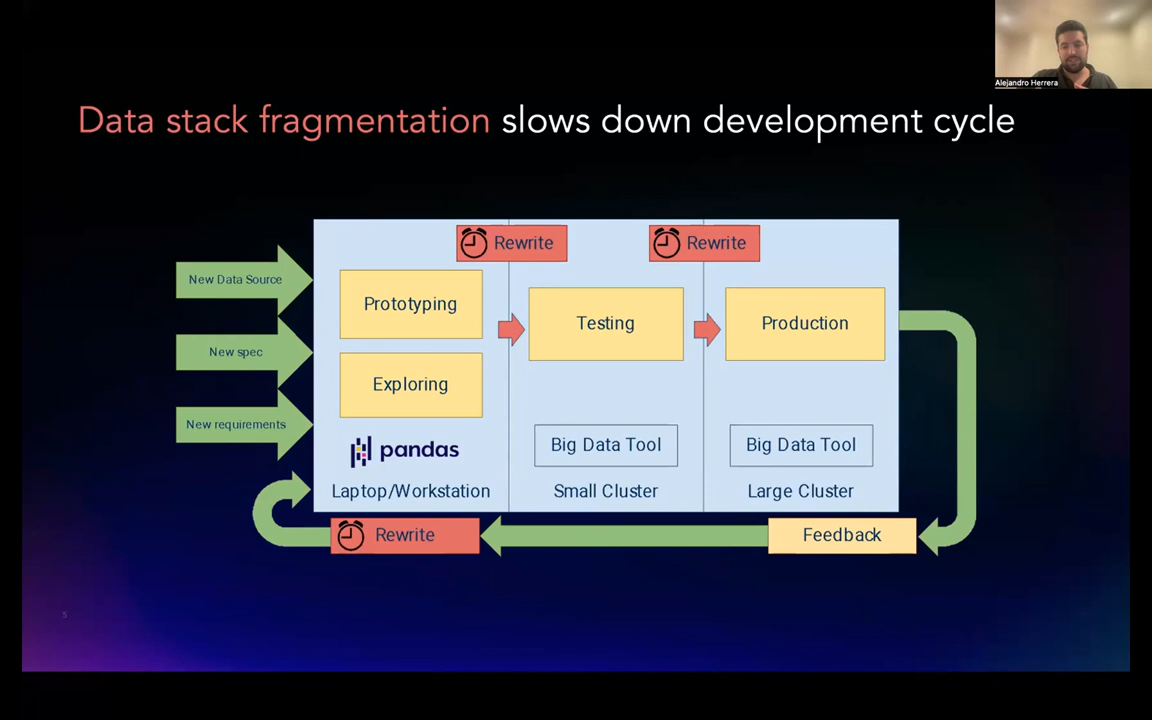 Alejandro Herrera
Data stack fragmentation slows down development cycle
Rewrite
Rewrite
New Data Source
Prototyping
Testing
Production
New spec
Exploring
New requirements
pandas
Big Data Tool
Big Data Tool
Laptop/Workstation
Small Cluster
Large Cluster
Rewrite
Feedback
5